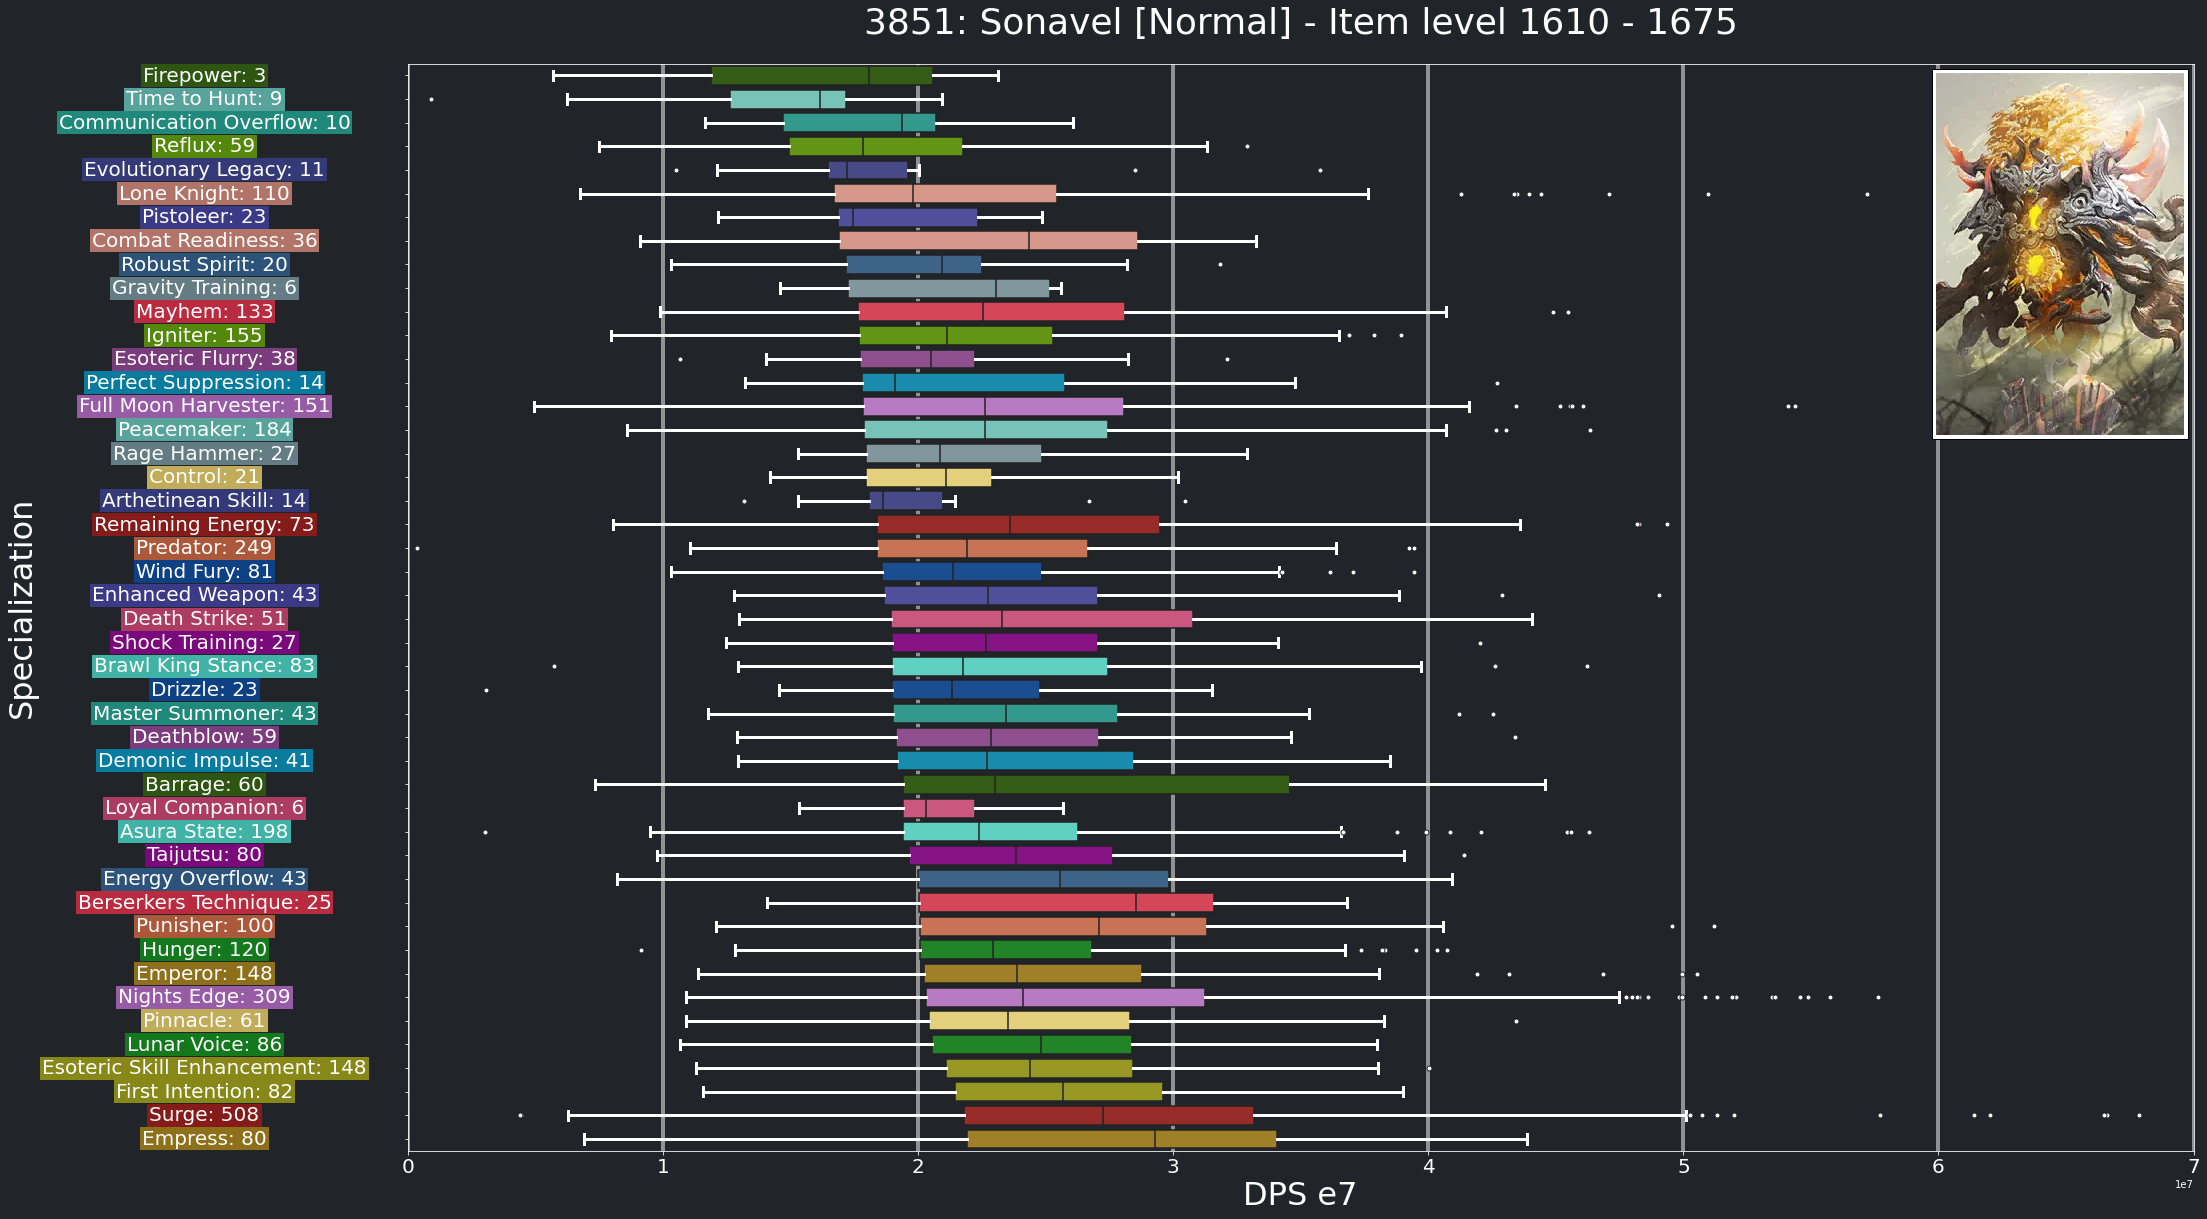 3851: Sonavel [Normal] - Item level 1610 - 1675
Firepower: 3
Time to Hunt: 9
Communication Overflow: 10
Reflux: 59
Evolutionary Legacy: 11
Lone Knight: 110
Pistoleer: 23
Combat Readiness: 36
Robust Spirit: 20
Gravity Training: 6
Mayhem: 133
Igniter: 155
Esoteric Flurry: 38
Perfect Suppression: 14
Full Moon Harvester: 151
Peacemaker: 184
Rage Hammer: 27
Control: 21
Arthetinean Skill: 14
Remaining Energy: 73
Predator: 249
Wind Fury: 81
Enhanced Weapon: 43
Death Strike: 51
Shock Training: 27
Brawl King Stance: 83
Drizzle: 23
Master Summoner: 43
Deathblow: 59
Demonic Impulse: 41
Barrage: 60
Loyal Companion: 6
Asura State: 198
Taijutsu: 80
Energy Overflow: 43
Berserkers Technique: 25
Punisher: 100
Hunger: 120
Emperor: 148
Nights Edge: 309
Pinnacle: 61
Lunar Voice: 86
Esoteric Skill Enhancement: 148
First Intention: 82
Surge: 508
Empress: 80
Specialization
0 1 2 3 4 5 6 7
1e7
DPS e7